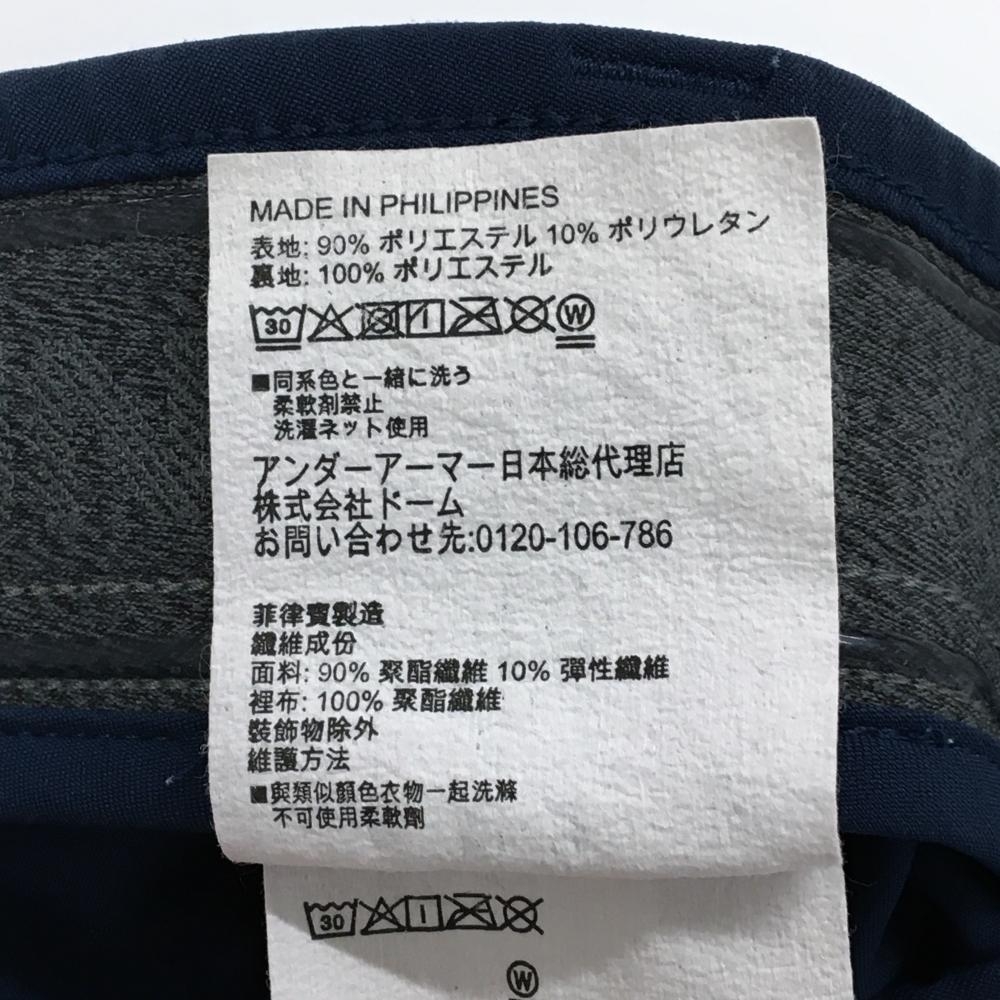 MADE IN PHILIPPINES
表地: 90% ポリエステル 10% ポリウレタン
裏地: 100% ポリエステル
30 W
■同系色と一緒に洗う
柔軟剤禁止
洗濯ネット使用
アンダーアーマー日本総代理店
株式会社ドーム
お問い合わせ先:0120-106-786
菲律賓製造
纖維成份
面料: 90% 聚酯纖維 10% 彈性纖維
裡布: 100% 聚酯纖維
裝飾物除外
維護方法
■與類似顏色衣物一起洗滌
不可使用柔軟劑
30
W